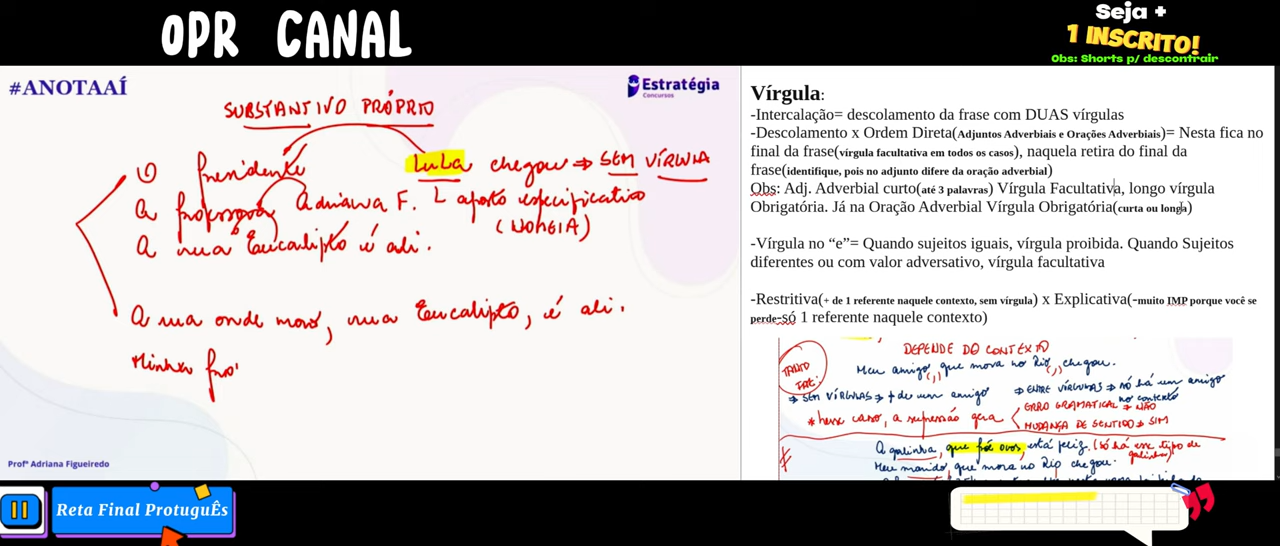 OPR CANAL
Seja +
1 INSCRITO!
Obs: Shorts p/ descontrair
#ANOTAAÍ
Estratégia
Concursos
SUBSTANTIVO PRÓPRIO
① Presidente Lula chegou ⇒ SEM VÍRGULA
A professora Adriana F. L aposto especificativo
(NOMEIA)
A rua Eucalipto é ali.
A rua onde moro, rua Eucalipto, é ali.
Minha
Profª Adriana Figueiredo
Vírgula:
-Intercalação= descolamento da frase com DUAS vírgulas
-Descolamento x Ordem Direta(Adjuntos Adverbiais e Orações Adverbiais)= Nesta fica no
final da frase(vírgula facultativa em todos os casos), naquela retira do final da
frase(identifique, pois no adjunto difere da oração adverbial)
Obs: Adj. Adverbial curto(até 3 palavras) Vírgula Facultativa, longo vírgula
Obrigatória. Já na Oração Adverbial Vírgula Obrigatória(curta ou longa)
-Vírgula no “e”= Quando sujeitos iguais, vírgula proibida. Quando Sujeitos
diferentes ou com valor adversativo, vírgula facultativa
-Restritiva(+ de 1 referente naquele contexto, sem vírgula) x Explicativa(-muito IMP porque você se
perde-só 1 referente naquele contexto)
DEPENDE DO CONTEXTO
Meu amigo, que mora no Rio, chegou.
(,) (,)
⇒ SEM VÍRGULAS ⇒ + de um amigo
⇒ ENTRE VÍRGULAS ⇒ só há um amigo
no contexto
* nesse caso, a supressão gera
ERRO GRAMATICAL ⇒ NÃO
MUDANÇA DE SENTIDO ⇒ SIM
A galinha, que põe ovos, está feliz. (só há esse tipo de
galinha)
Meu marido, que mora no Rio, chegou.
Reta Final ProtuguÊs